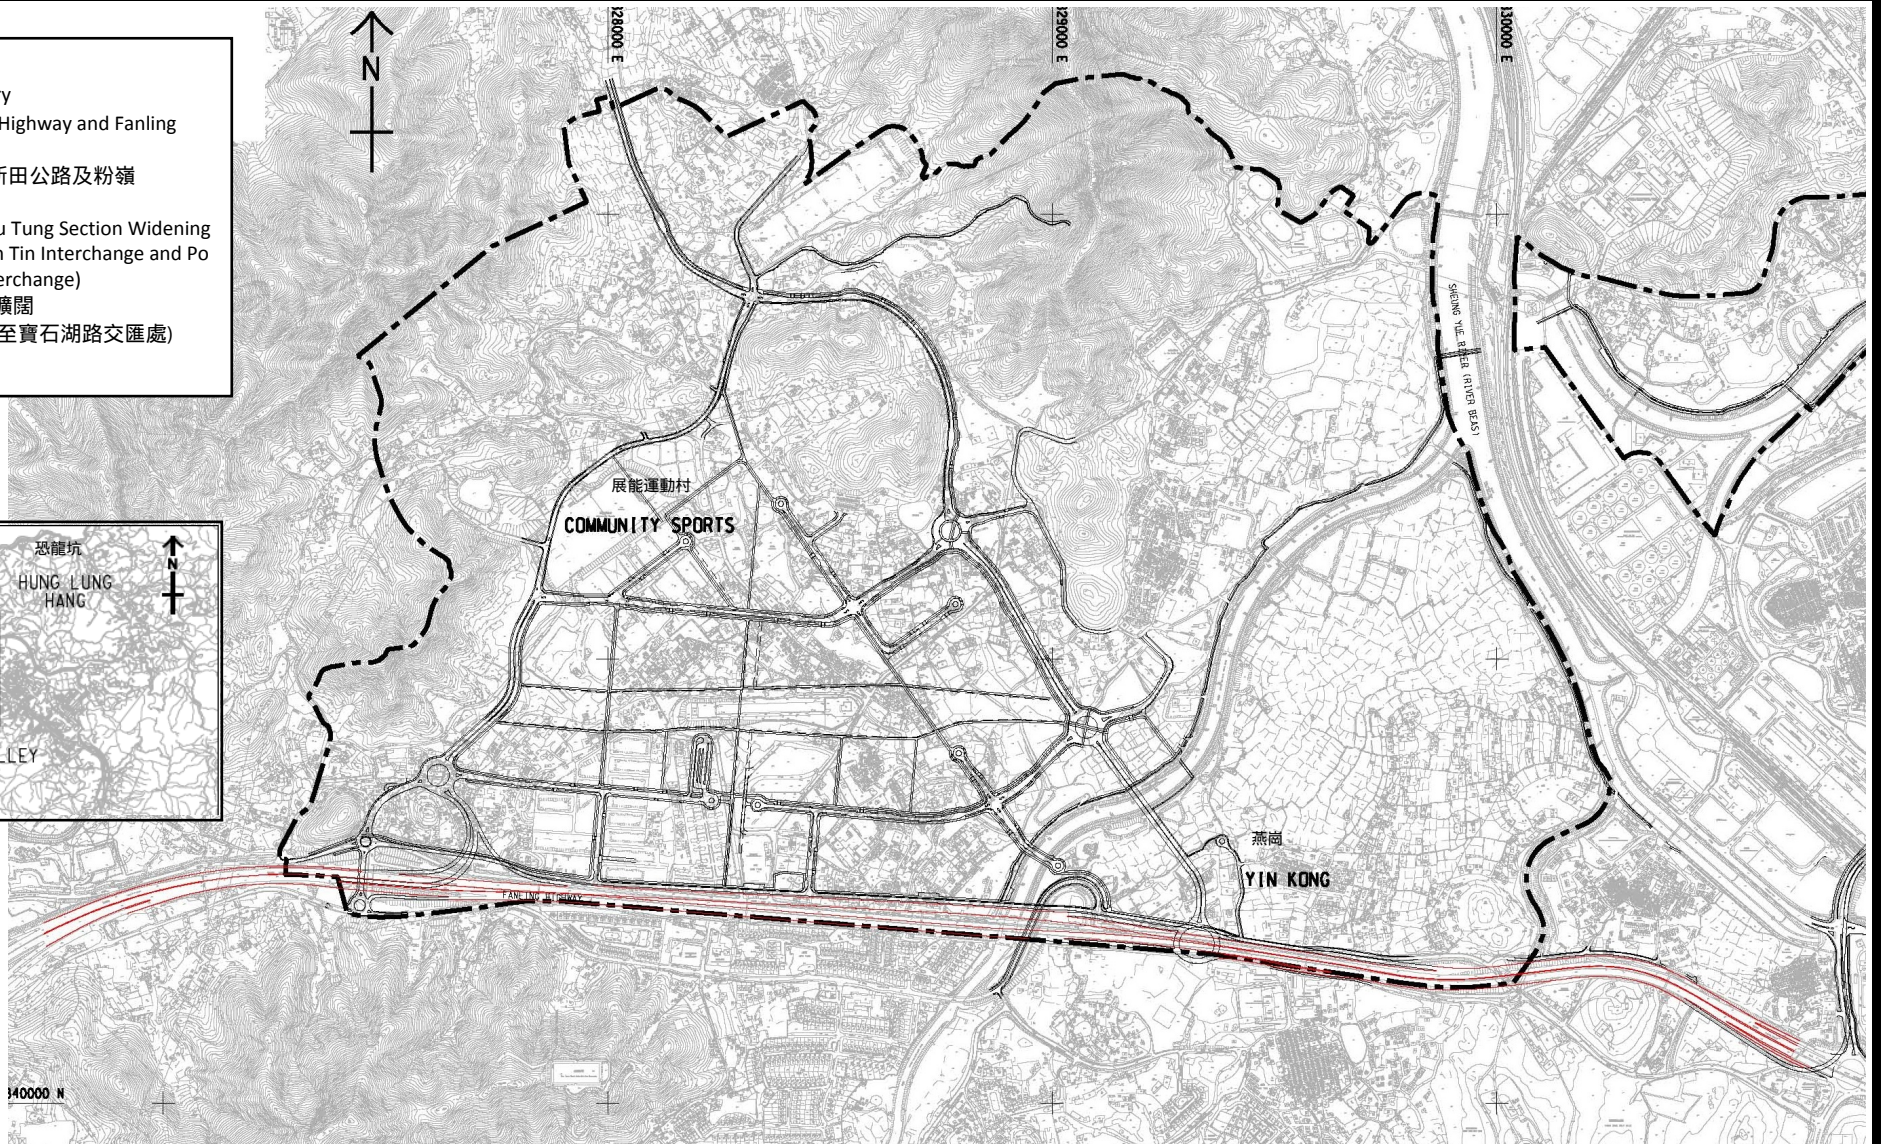 ry
Highway and Fanling
新田公路及粉嶺
u Tung Section Widening
n Tin Interchange and Po
erchange)
擴闊
至寶石湖路交匯處)
N
28000 E
29000 E
30000 E
SHEUNG YUE RIVER (RIVER BEAS)
展能運動村
COMMUNITY SPORTS
恐龍坑
HUNG LUNG
HANG
N
LLEY
燕崗
YIN KONG
FANLING HIGHWAY
840000 N